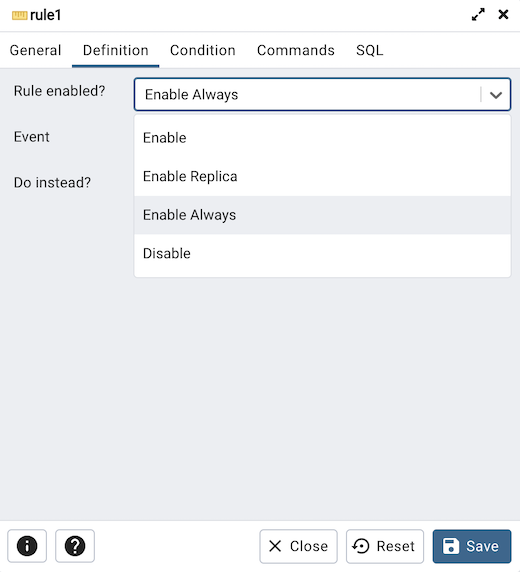 rule1
General Definition Condition Commands SQL
Rule enabled? Enable Always
Event
Do instead?
Enable
Enable Replica
Enable Always
Disable
Close Reset Save